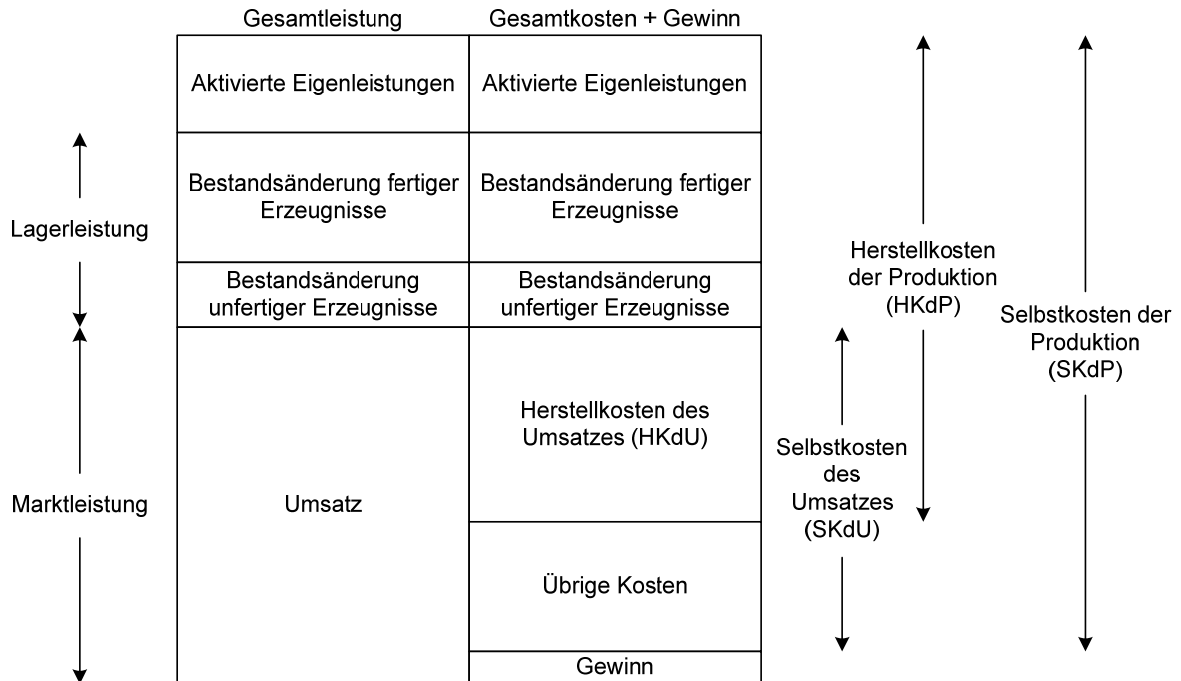 Gesamtleistung
Gesamtkosten + Gewinn
Aktivierte Eigenleistungen
Aktivierte Eigenleistungen
Bestandsänderung fertiger
Erzeugnisse
Bestandsänderung fertiger
Erzeugnisse
Lagerleistung
Bestandsänderung
unfertiger Erzeugnisse
Bestandsänderung
unfertiger Erzeugnisse
Herstellkosten
der Produktion
(HKdP)
Selbstkosten der
Produktion
(SKdP)
Herstellkosten des
Umsatzes (HKdU)
Selbstkosten
des
Umsatzes
(SKdU)
Marktleistung
Umsatz
Übrige Kosten
Gewinn